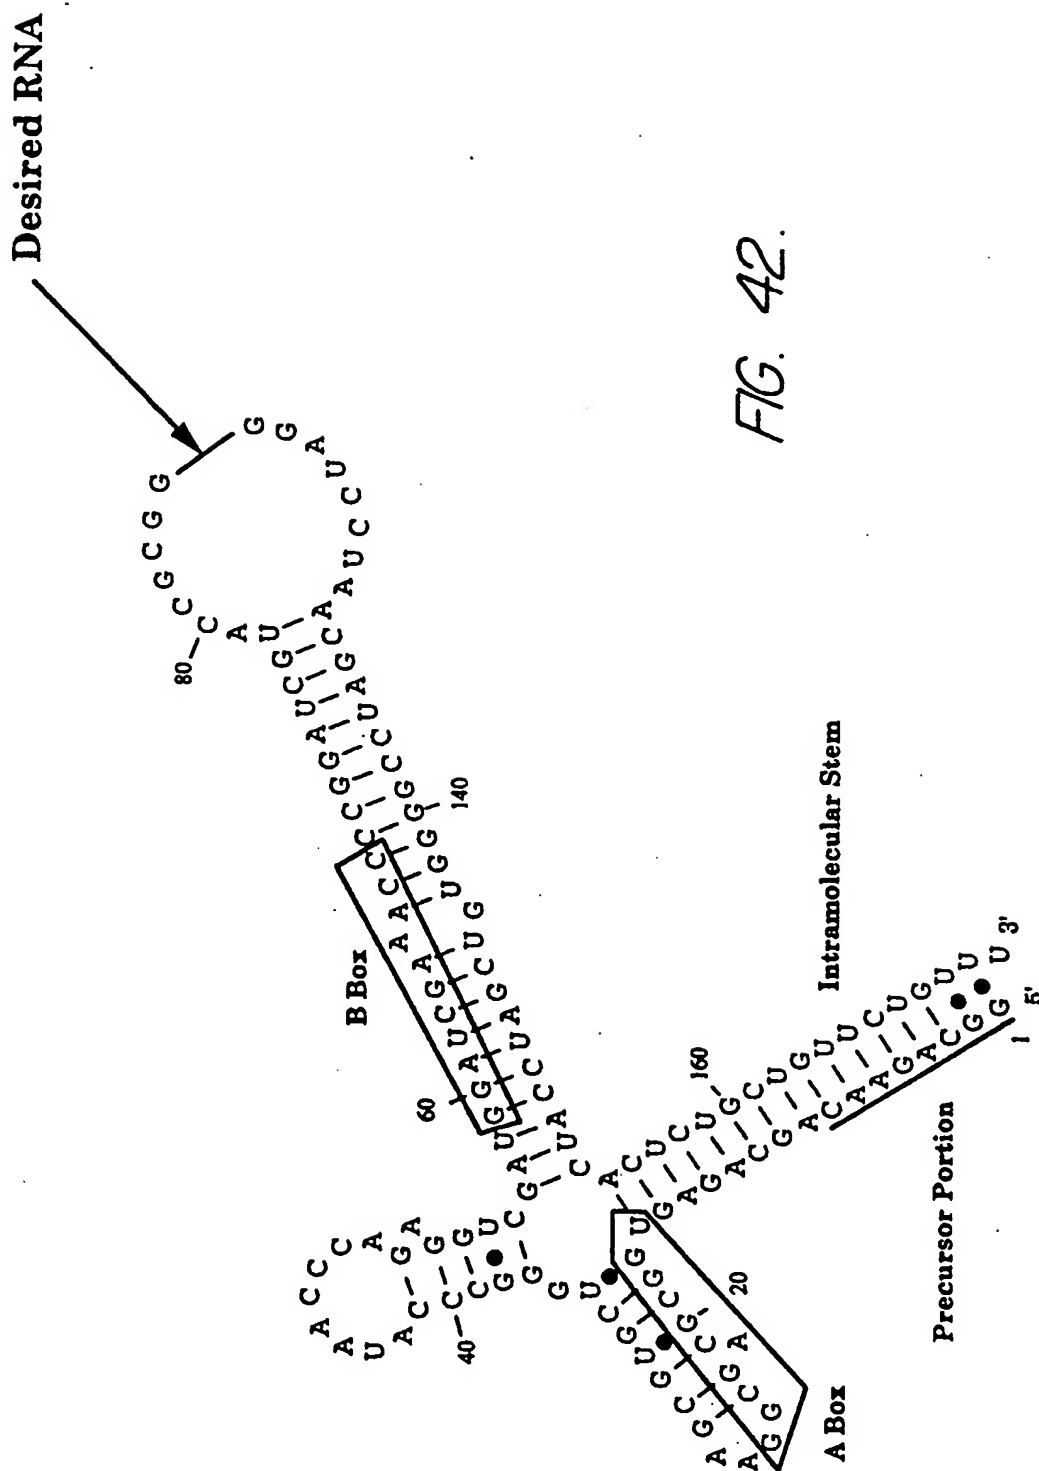 Desired RNA
G G C G C C A U G C U A G G C C C C A A A G C U A G G U A G C U G G A G A C C C A A U A C C C G G G U C G U G C G A A G G C G A C G C G G U G A G A C G A C A A G A C G G
G G A U C C U A A C G A U C C G G G G U G U C G A U C C A U C A C U C U G C U G U U C U G U U U
80
140
B Box
60
40
160
20
A Box
Intramolecular Stem
Precursor Portion
1
5'
3'
FIG. 42.